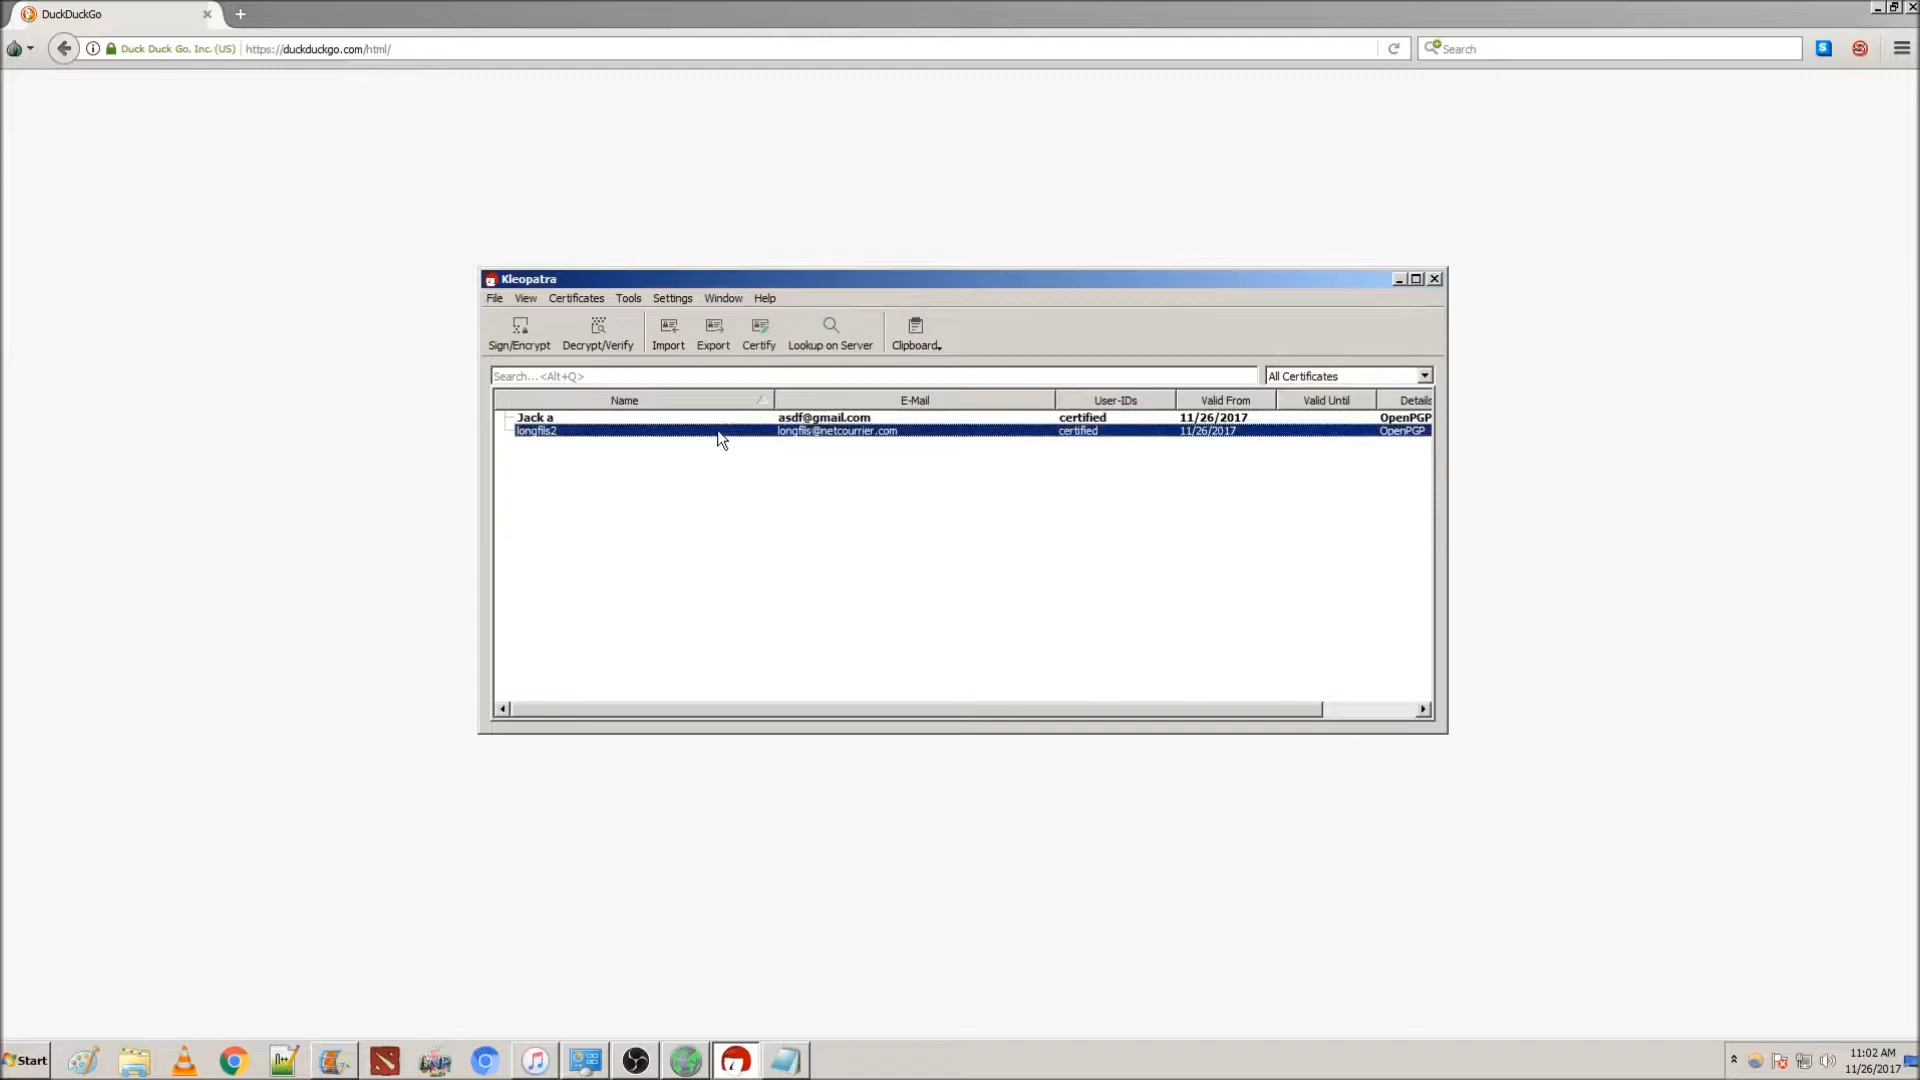 DuckDuckGo
Duck Duck Go, Inc. (US) https://duckduckgo.com/html/ Search
Kleopatra
File View Certificates Tools Settings Window Help
Sign/Encrypt Decrypt/Verify Import Export Certify Lookup on Server Clipboard
Search...<Alt+Q> All Certificates
Name E-Mail User-IDs Valid From Valid Until Details
Jack a asdf@gmail.com certified 11/26/2017 OpenPGP
longfils2 longfils@netcourrier.com certified 11/26/2017 OpenPGP
Start 11:02 AM
11/26/2017